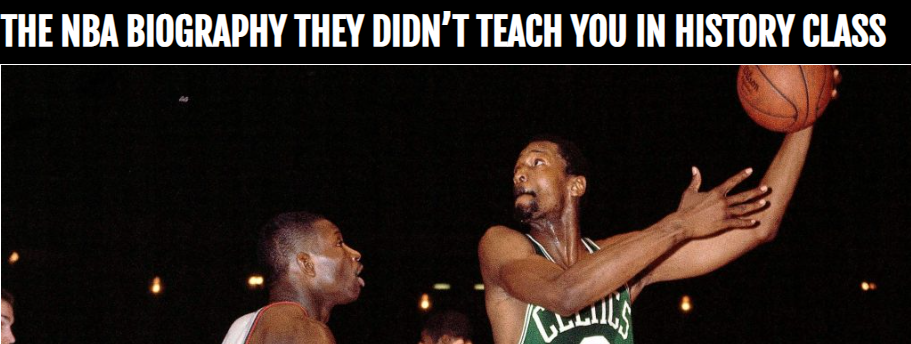 THE NBA BIOGRAPHY THEY DIDN'T TEACH YOU IN HISTORY CLASS
CELTICS